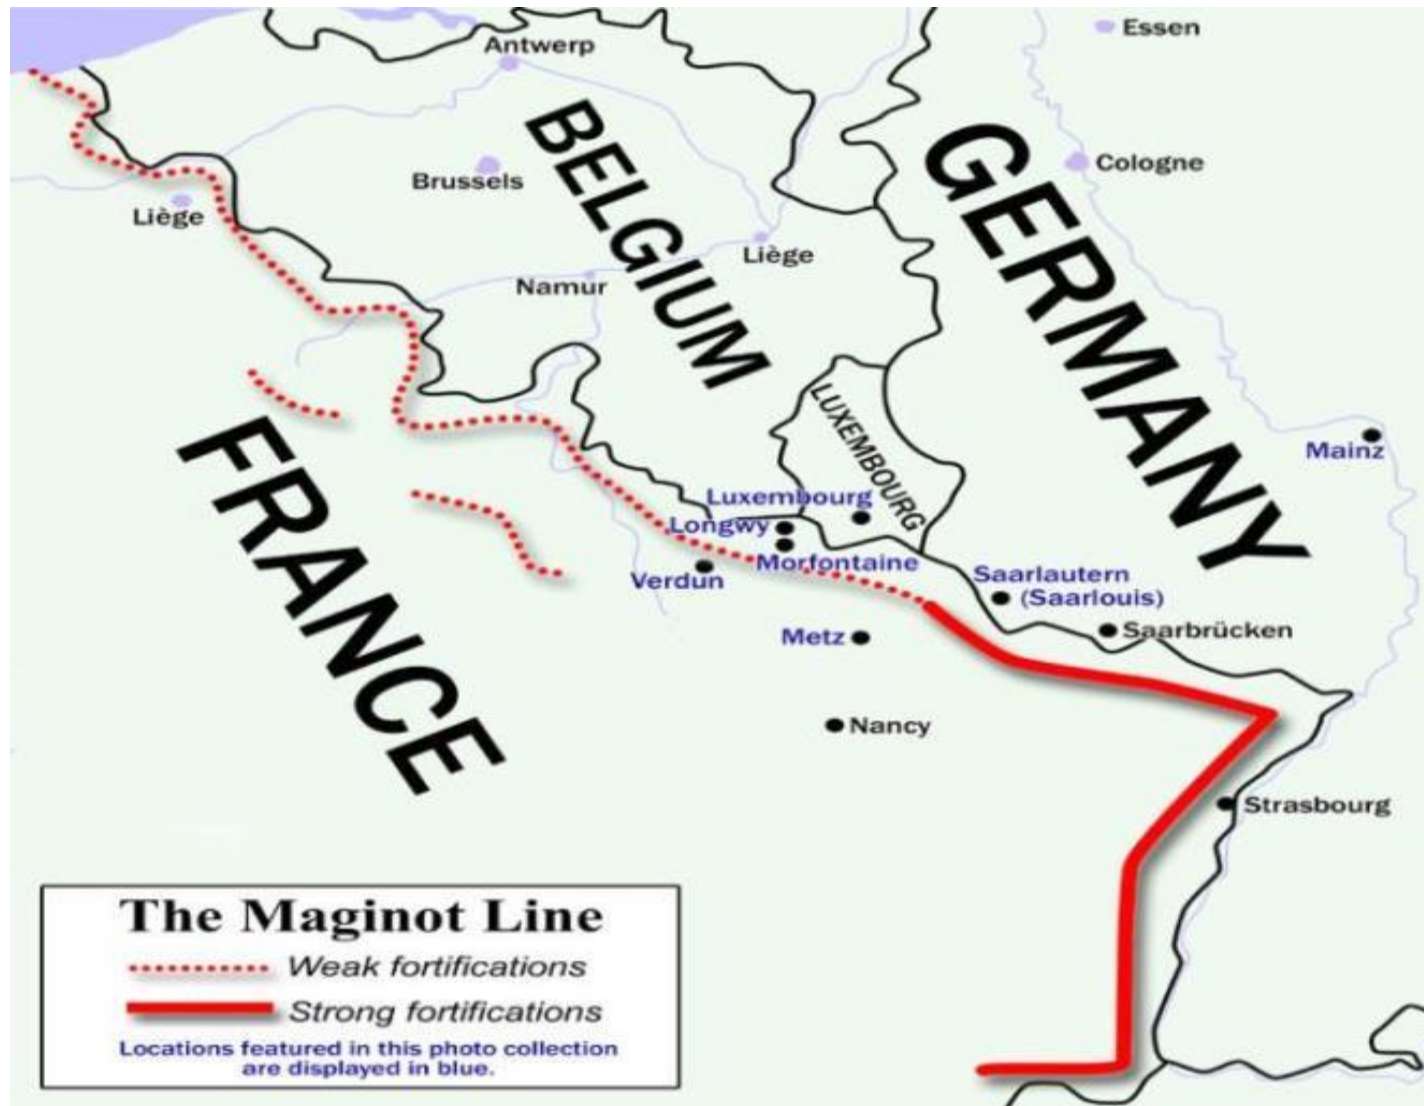 Essen
Antwerp
BELGIUM
GERMANY
Cologne
Brussels
Liège
Liège
Namur
LUXEMBOURG
FRANCE
Mainz
Luxembourg
Longwy
Morfontaine
Verdun
Saarlautern
(Saarlouis)
Saarbrücken
Metz
Nancy
Strasbourg
The Maginot Line
Weak fortifications
Strong fortifications
Locations featured in this photo collection
are displayed in blue.